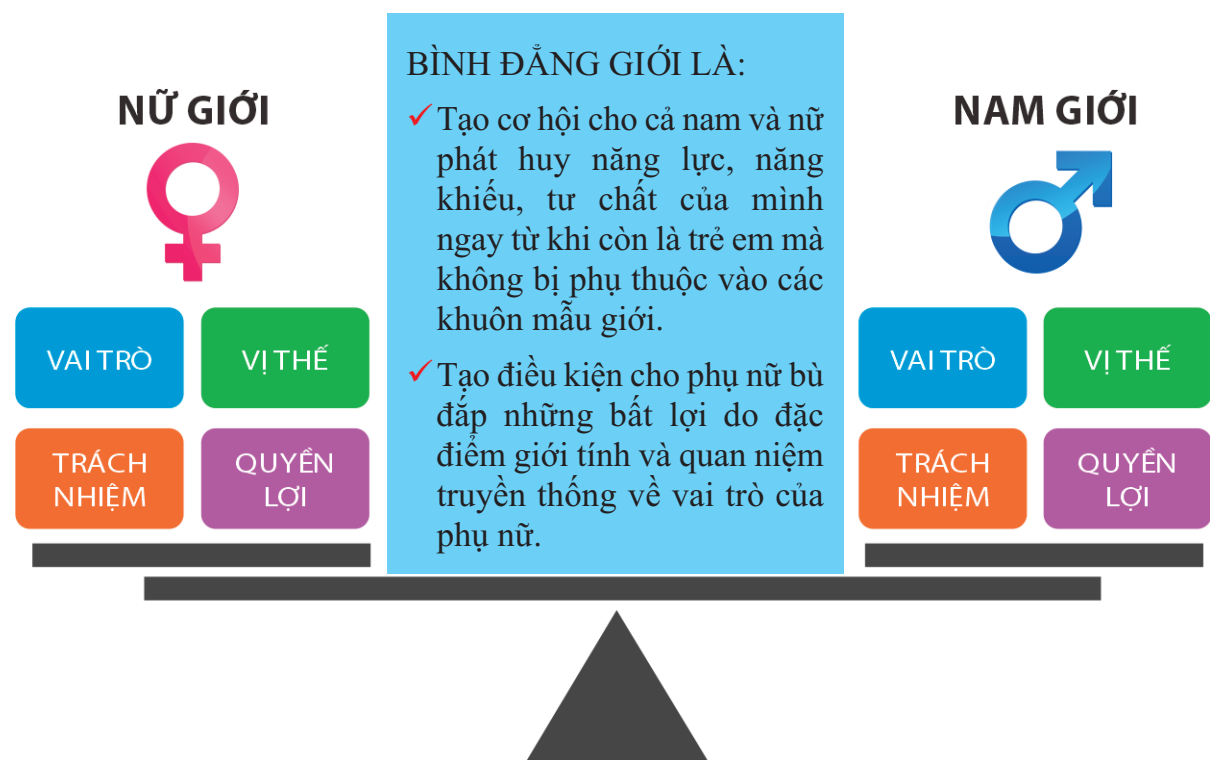 NỮ GIỚI
VAI TRÒ
VỊ THẾ
TRÁCH
NHIỆM
QUYỀN
LỢI
BÌNH ĐẲNG GIỚI LÀ:
✓ Tạo cơ hội cho cả nam và nữ
phát huy năng lực, năng
khiếu, tư chất của mình
ngay từ khi còn là trẻ em mà
không bị phụ thuộc vào các
khuôn mẫu giới.
✓ Tạo điều kiện cho phụ nữ bù
đắp những bất lợi do đặc
điểm giới tính và quan niệm
truyền thống về vai trò của
phụ nữ.
NAM GIỚI
VAI TRÒ
VỊ THẾ
TRÁCH
NHIỆM
QUYỀN
LỢI